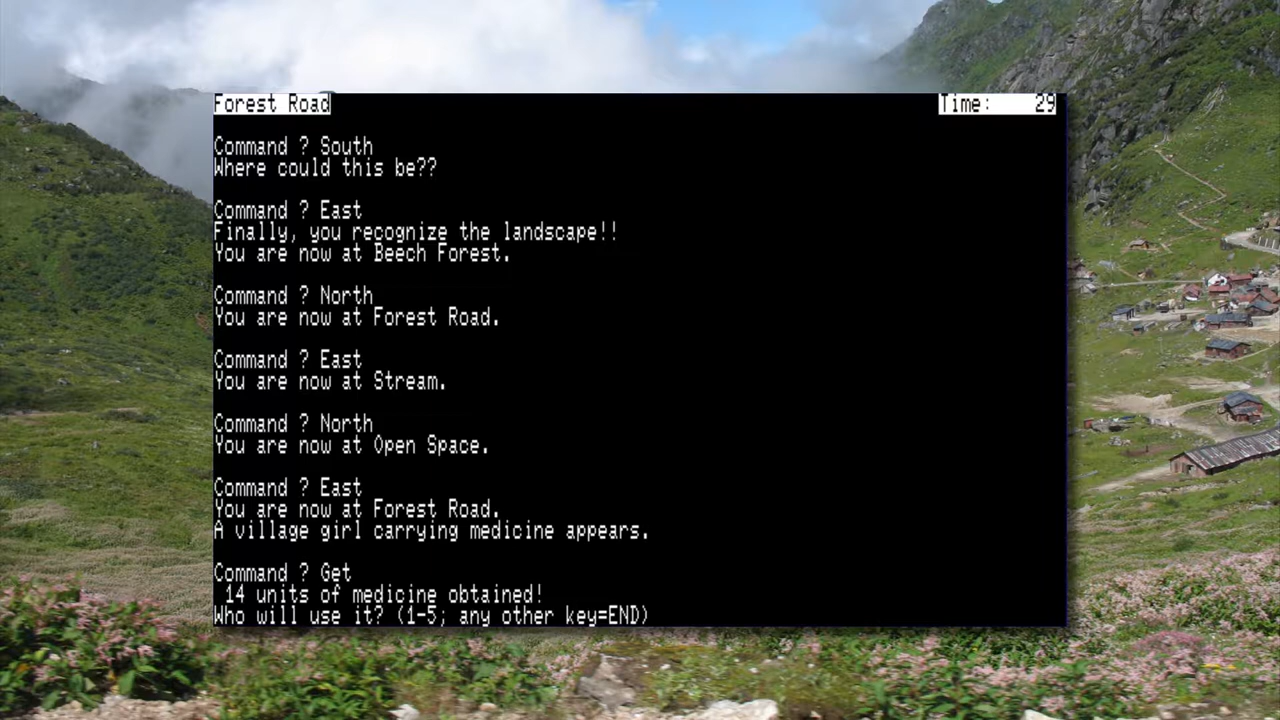 Forest Road Time: 29
Command ? South
Where could this be??
Command ? East
Finally, you recognize the landscape!!
You are now at Beech Forest.
Command ? North
You are now at Forest Road.
Command ? East
You are now at Stream.
Command ? North
You are now at Open Space.
Command ? East
You are now at Forest Road.
A village girl carrying medicine appears.
Command ? Get
14 units of medicine obtained!
Who will use it? (1-5; any other key=END)